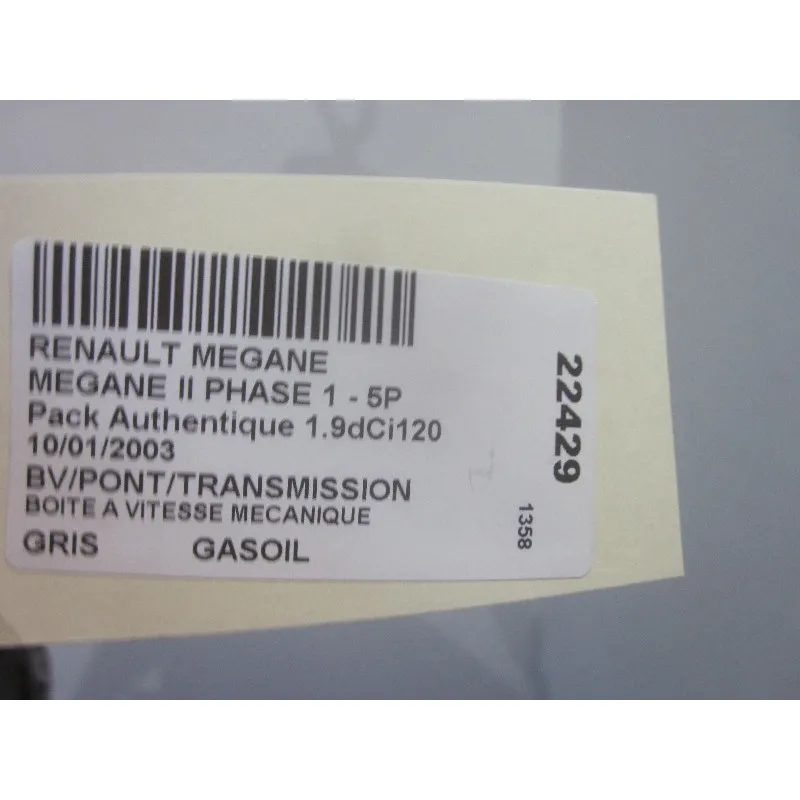 RENAULT MEGANE
MEGANE II PHASE 1 - 5P
Pack Authentique 1.9dCi120
10/01/2003
BV/PONT/TRANSMISSION
BOITE A VITESSE MECANIQUE
GRIS GASOIL
22429
1358